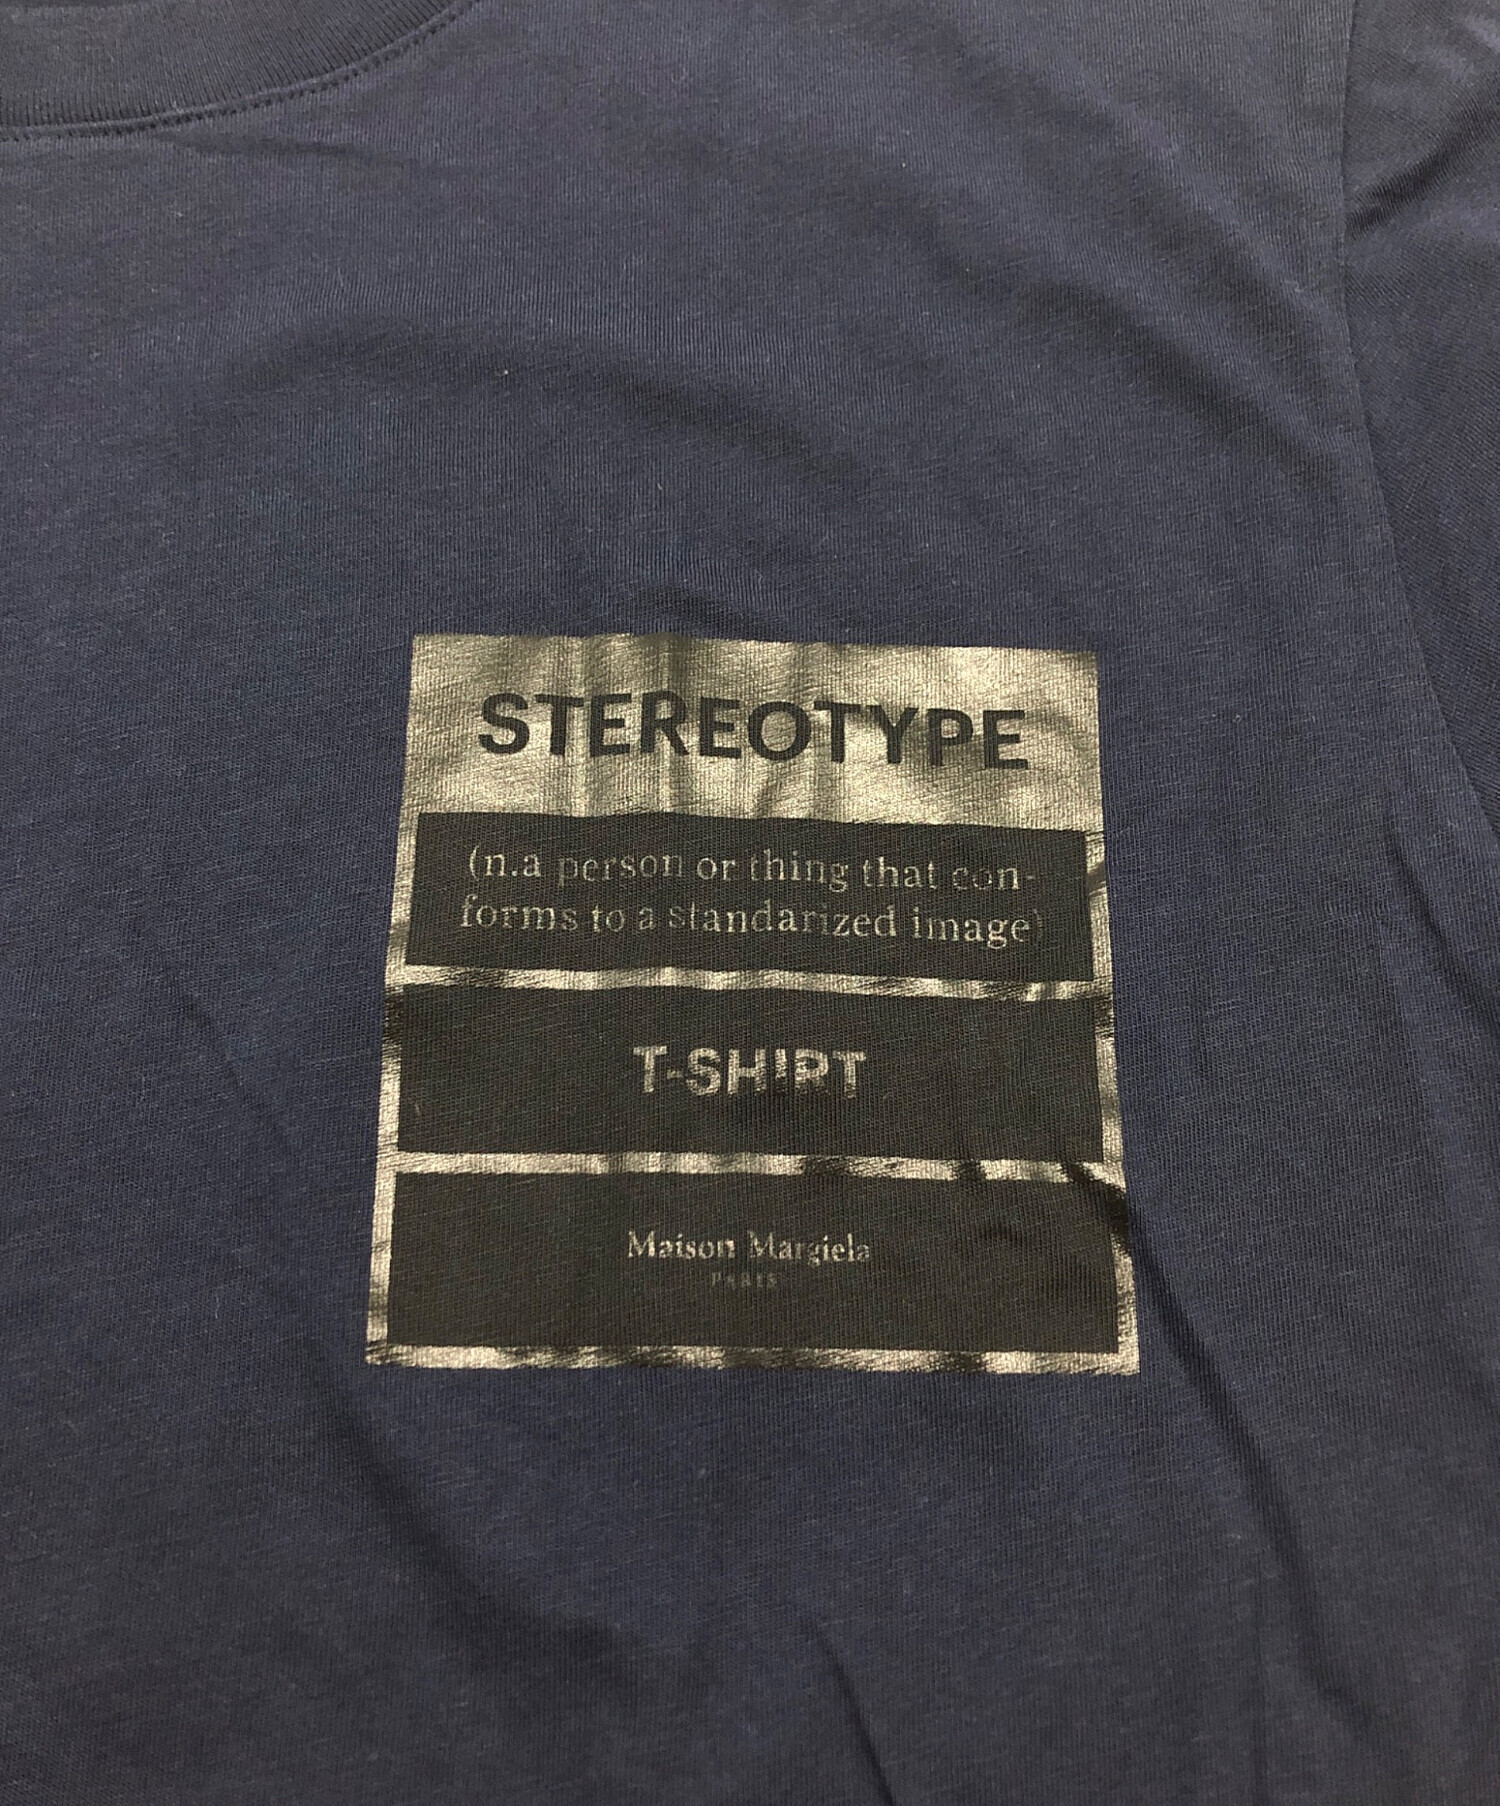 STEREOTYPE
(n.a person or thing that con-
forms to a standarized image)
T-SHIRT
Maison Margiela
PARIS